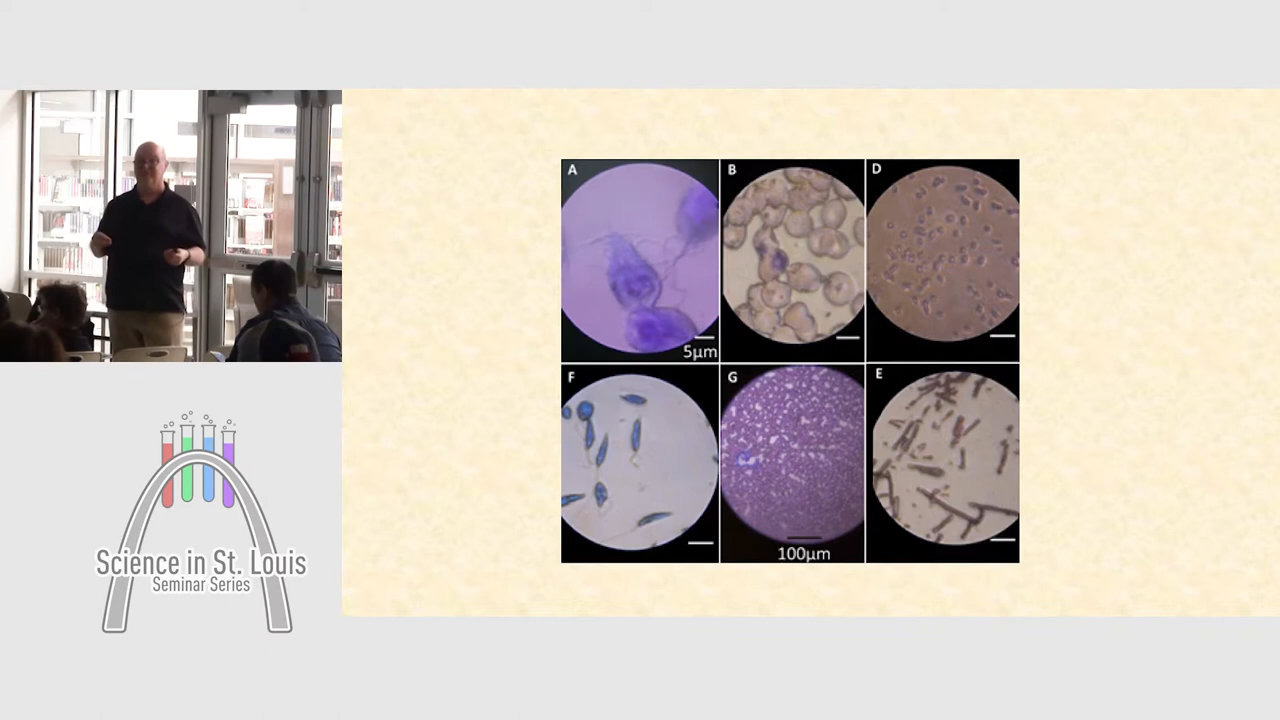 A
B
D
5μm
F
G
E
100μm
Science in St. Louis
Seminar Series